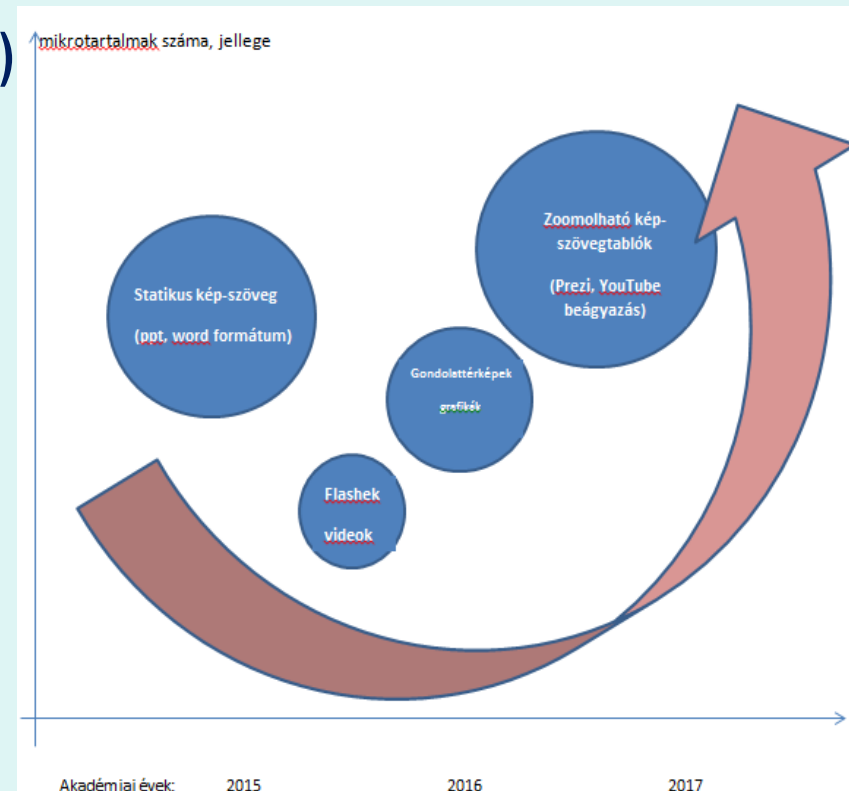 )
mikrotartalmak száma, jellege
Zoomolható kép-
szövegtablók
(Prezi, YouTube
beágyazás)
Statikus kép-szöveg
(ppt, word formátum)
Gondolattérképek
grafikák
Flashek
videok
Akadémiai évek: 2015 2016 2017